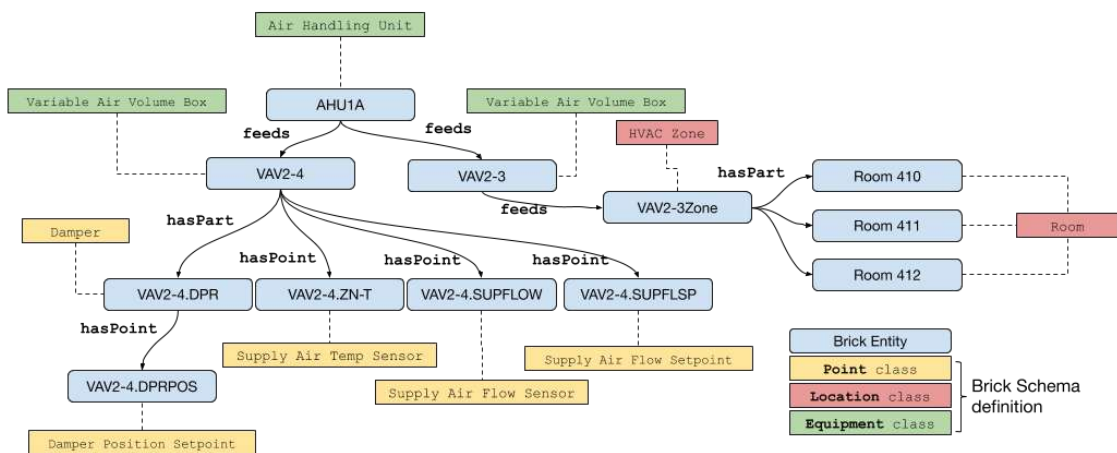 Air Handling Unit
Variable Air Volume Box
AHU1A
Variable Air Volume Box
feeds
feeds
HVAC Zone
VAV2-4
VAV2-3
hasPart
Room 410
feeds
VAV2-3Zone
Room 411
Room
Room 412
Damper
hasPart
hasPoint
hasPoint
hasPoint
VAV2-4.DPR
VAV2-4.ZN-T
VAV2-4.SUPFLOW
VAV2-4.SUPFLSP
hasPoint
Supply Air Temp Sensor
Supply Air Flow Setpoint
VAV2-4.DPRPOS
Supply Air Flow Sensor
Damper Position Setpoint
Brick Entity
Point class
Location class
Equipment class
Brick Schema
definition